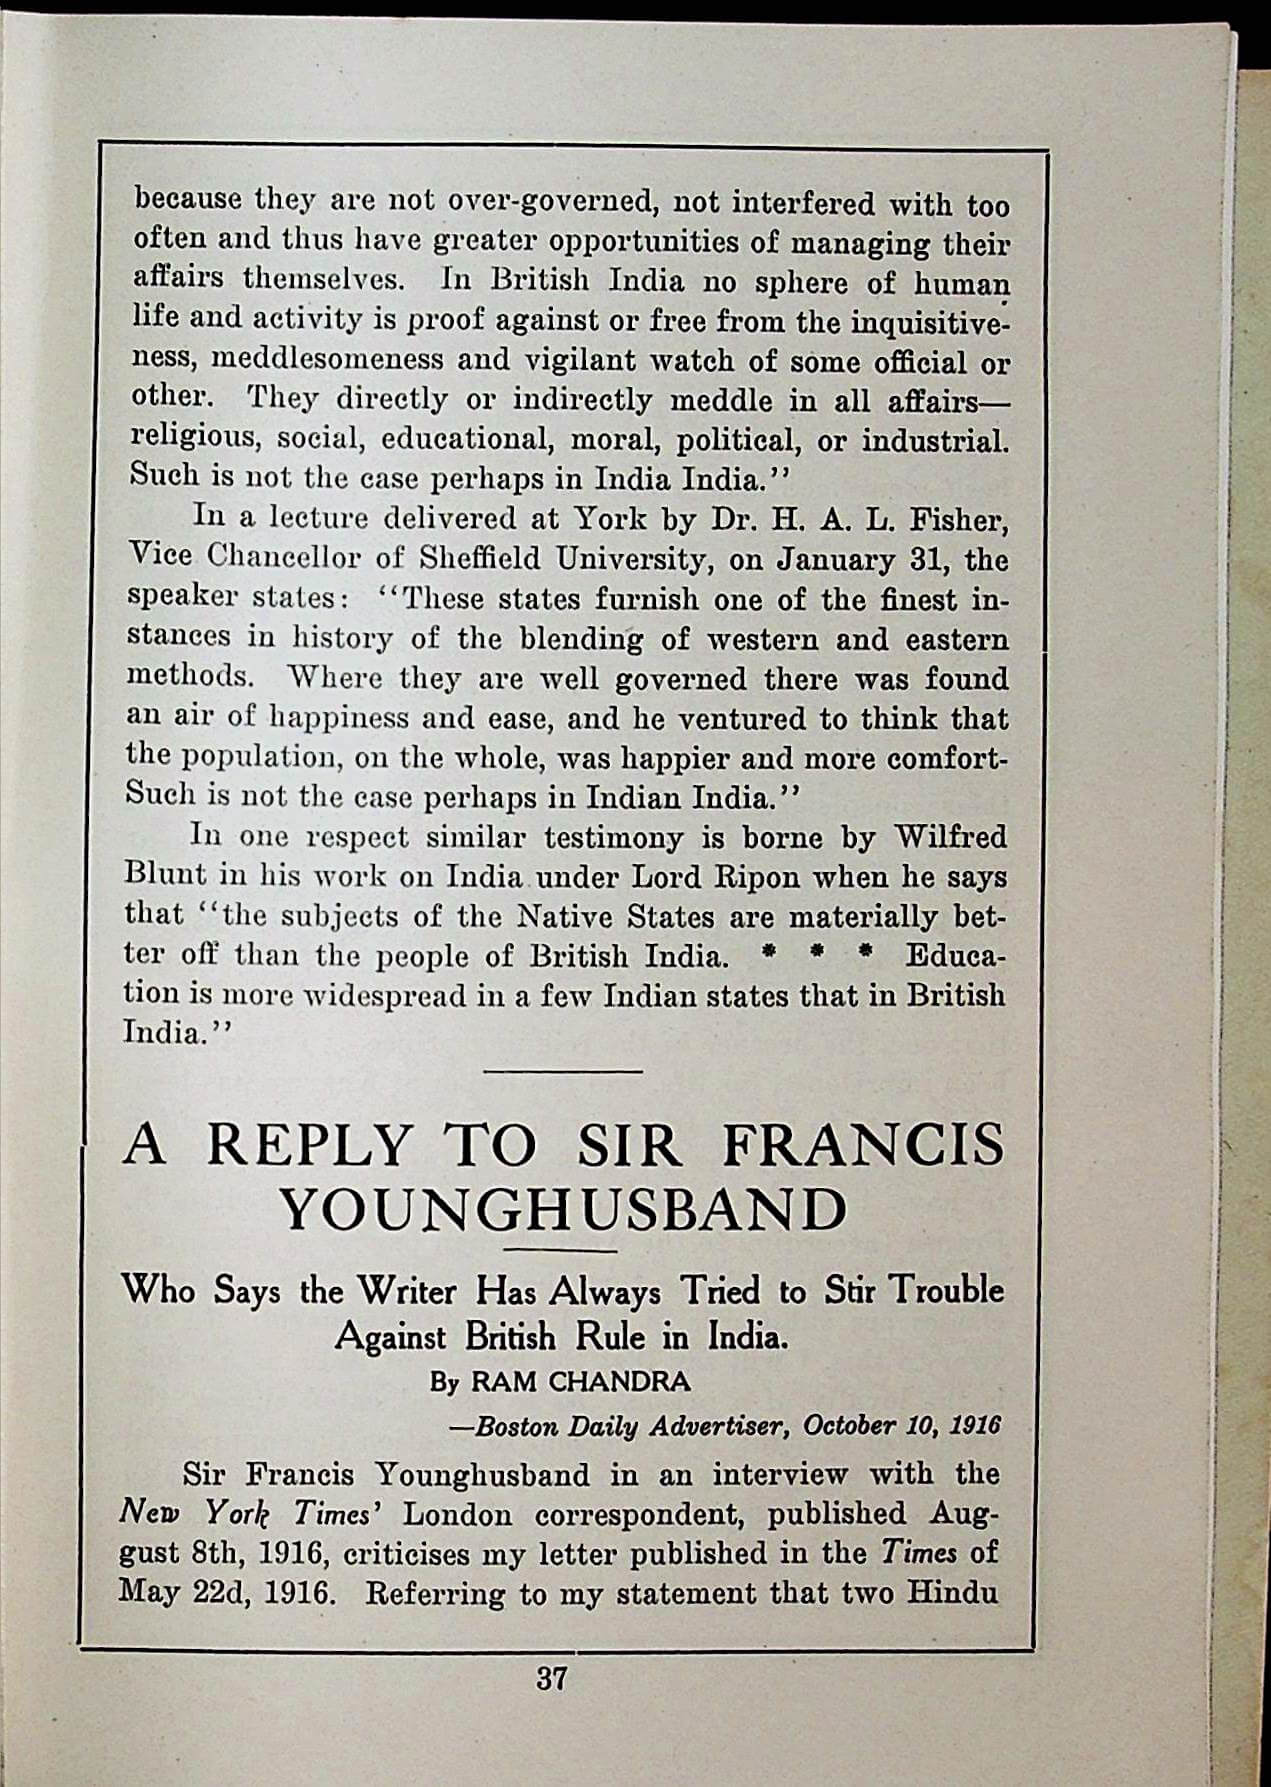 because they are not over-governed, not interfered with too
often and thus have greater opportunities of managing their
affairs themselves. In British India no sphere of human
life and activity is proof against or free from the inquisitive-
ness, meddlesomeness and vigilant watch of some official or
other. They directly or indirectly meddle in all affairs—
religious, social, educational, moral, political, or industrial.
Such is not the case perhaps in India India.''
In a lecture delivered at York by Dr. H. A. L. Fisher,
Vice Chancellor of Sheffield University, on January 31, the
speaker states: ``These states furnish one of the finest in-
stances in history of the blending of western and eastern
methods. Where they are well governed there was found
an air of happiness and ease, and he ventured to think that
the population, on the whole, was happier and more comfort-
Such is not the case perhaps in Indian India.''
In one respect similar testimony is borne by Wilfred
Blunt in his work on India under Lord Ripon when he says
that ``the subjects of the Native States are materially bet-
ter off than the people of British India. * * * Educa-
tion is more widespread in a few Indian states that in British
India.''
A REPLY TO SIR FRANCIS
YOUNGHUSBAND
Who Says the Writer Has Always Tried to Stir Trouble
Against British Rule in India.
By RAM CHANDRA
—Boston Daily Advertiser, October 10, 1916
Sir Francis Younghusband in an interview with the
New York Times' London correspondent, published Aug-
gust 8th, 1916, criticises my letter published in the Times of
May 22d, 1916. Referring to my statement that two Hindu
37